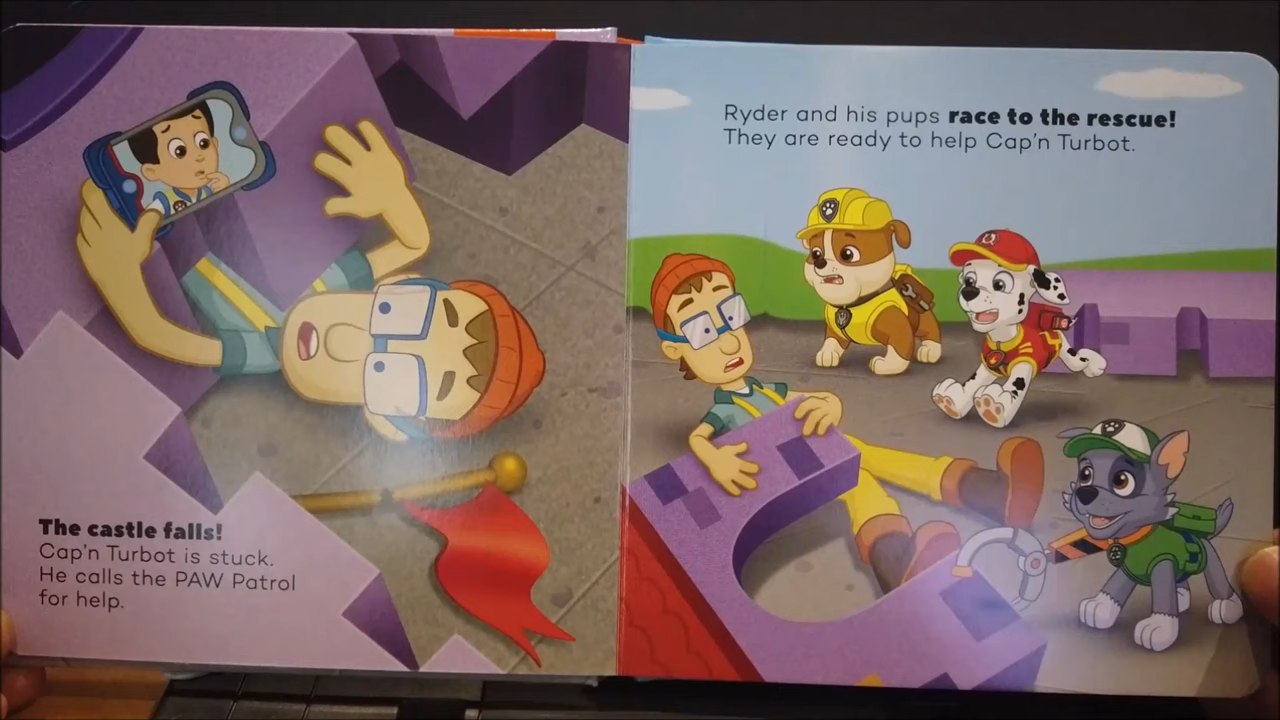 The castle falls!
Cap'n Turbot is stuck.
He calls the PAW Patrol
for help.
Ryder and his pups race to the rescue!
They are ready to help Cap'n Turbot.